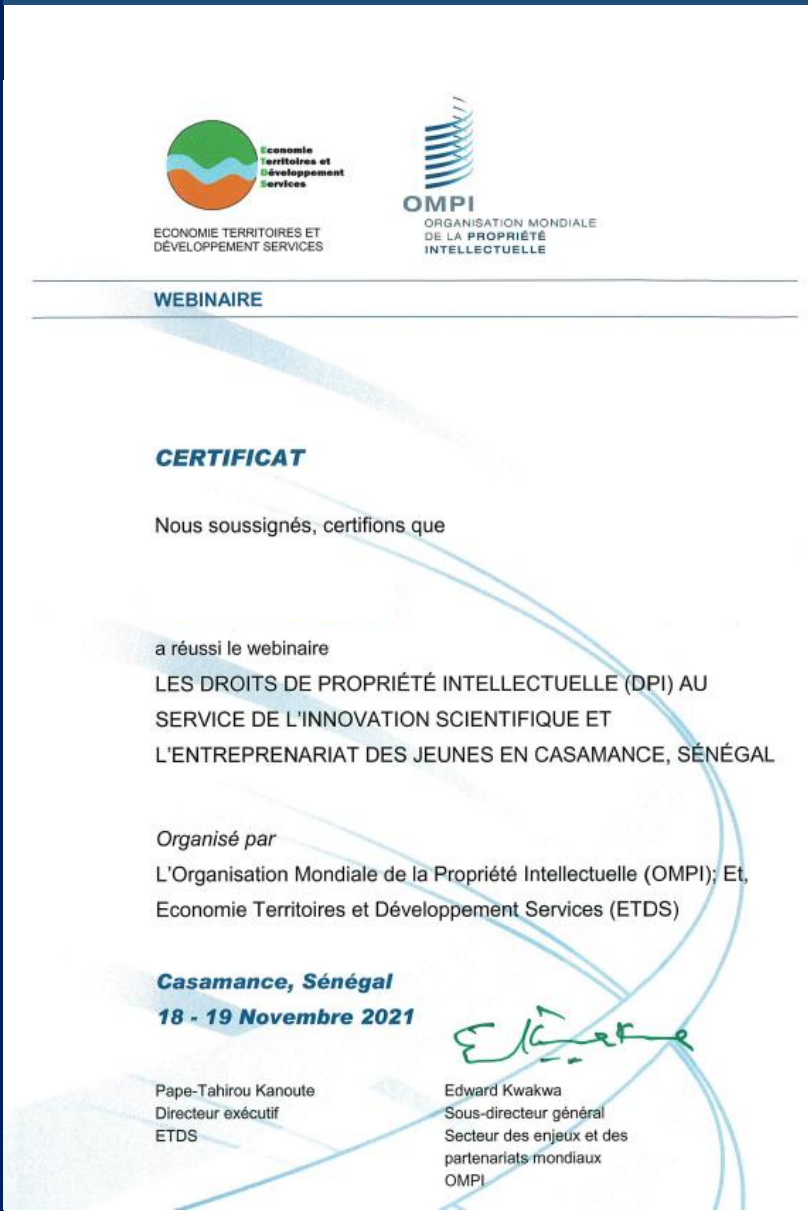 Economie
Territoires et
Développement
Services
ECONOMIE TERRITOIRES ET
DÉVELOPPEMENT SERVICES
OMPI
ORGANISATION MONDIALE
DE LA PROPRIÉTÉ
INTELLECTUELLE
WEBINAIRE
CERTIFICAT
Nous soussignés, certifions que
a réussi le webinaire
LES DROITS DE PROPRIÉTÉ INTELLECTUELLE (DPI) AU
SERVICE DE L'INNOVATION SCIENTIFIQUE ET
L'ENTREPRENARIAT DES JEUNES EN CASAMANCE, SÉNÉGAL
Organisé par
L'Organisation Mondiale de la Propriété Intellectuelle (OMPI); Et,
Economie Territoires et Développement Services (ETDS)
Casamance, Sénégal
18 - 19 Novembre 2021
Pape-Tahirou Kanoute
Directeur exécutif
ETDS
Edward Kwakwa
Sous-directeur général
Secteur des enjeux et des
partenariats mondiaux
OMPI